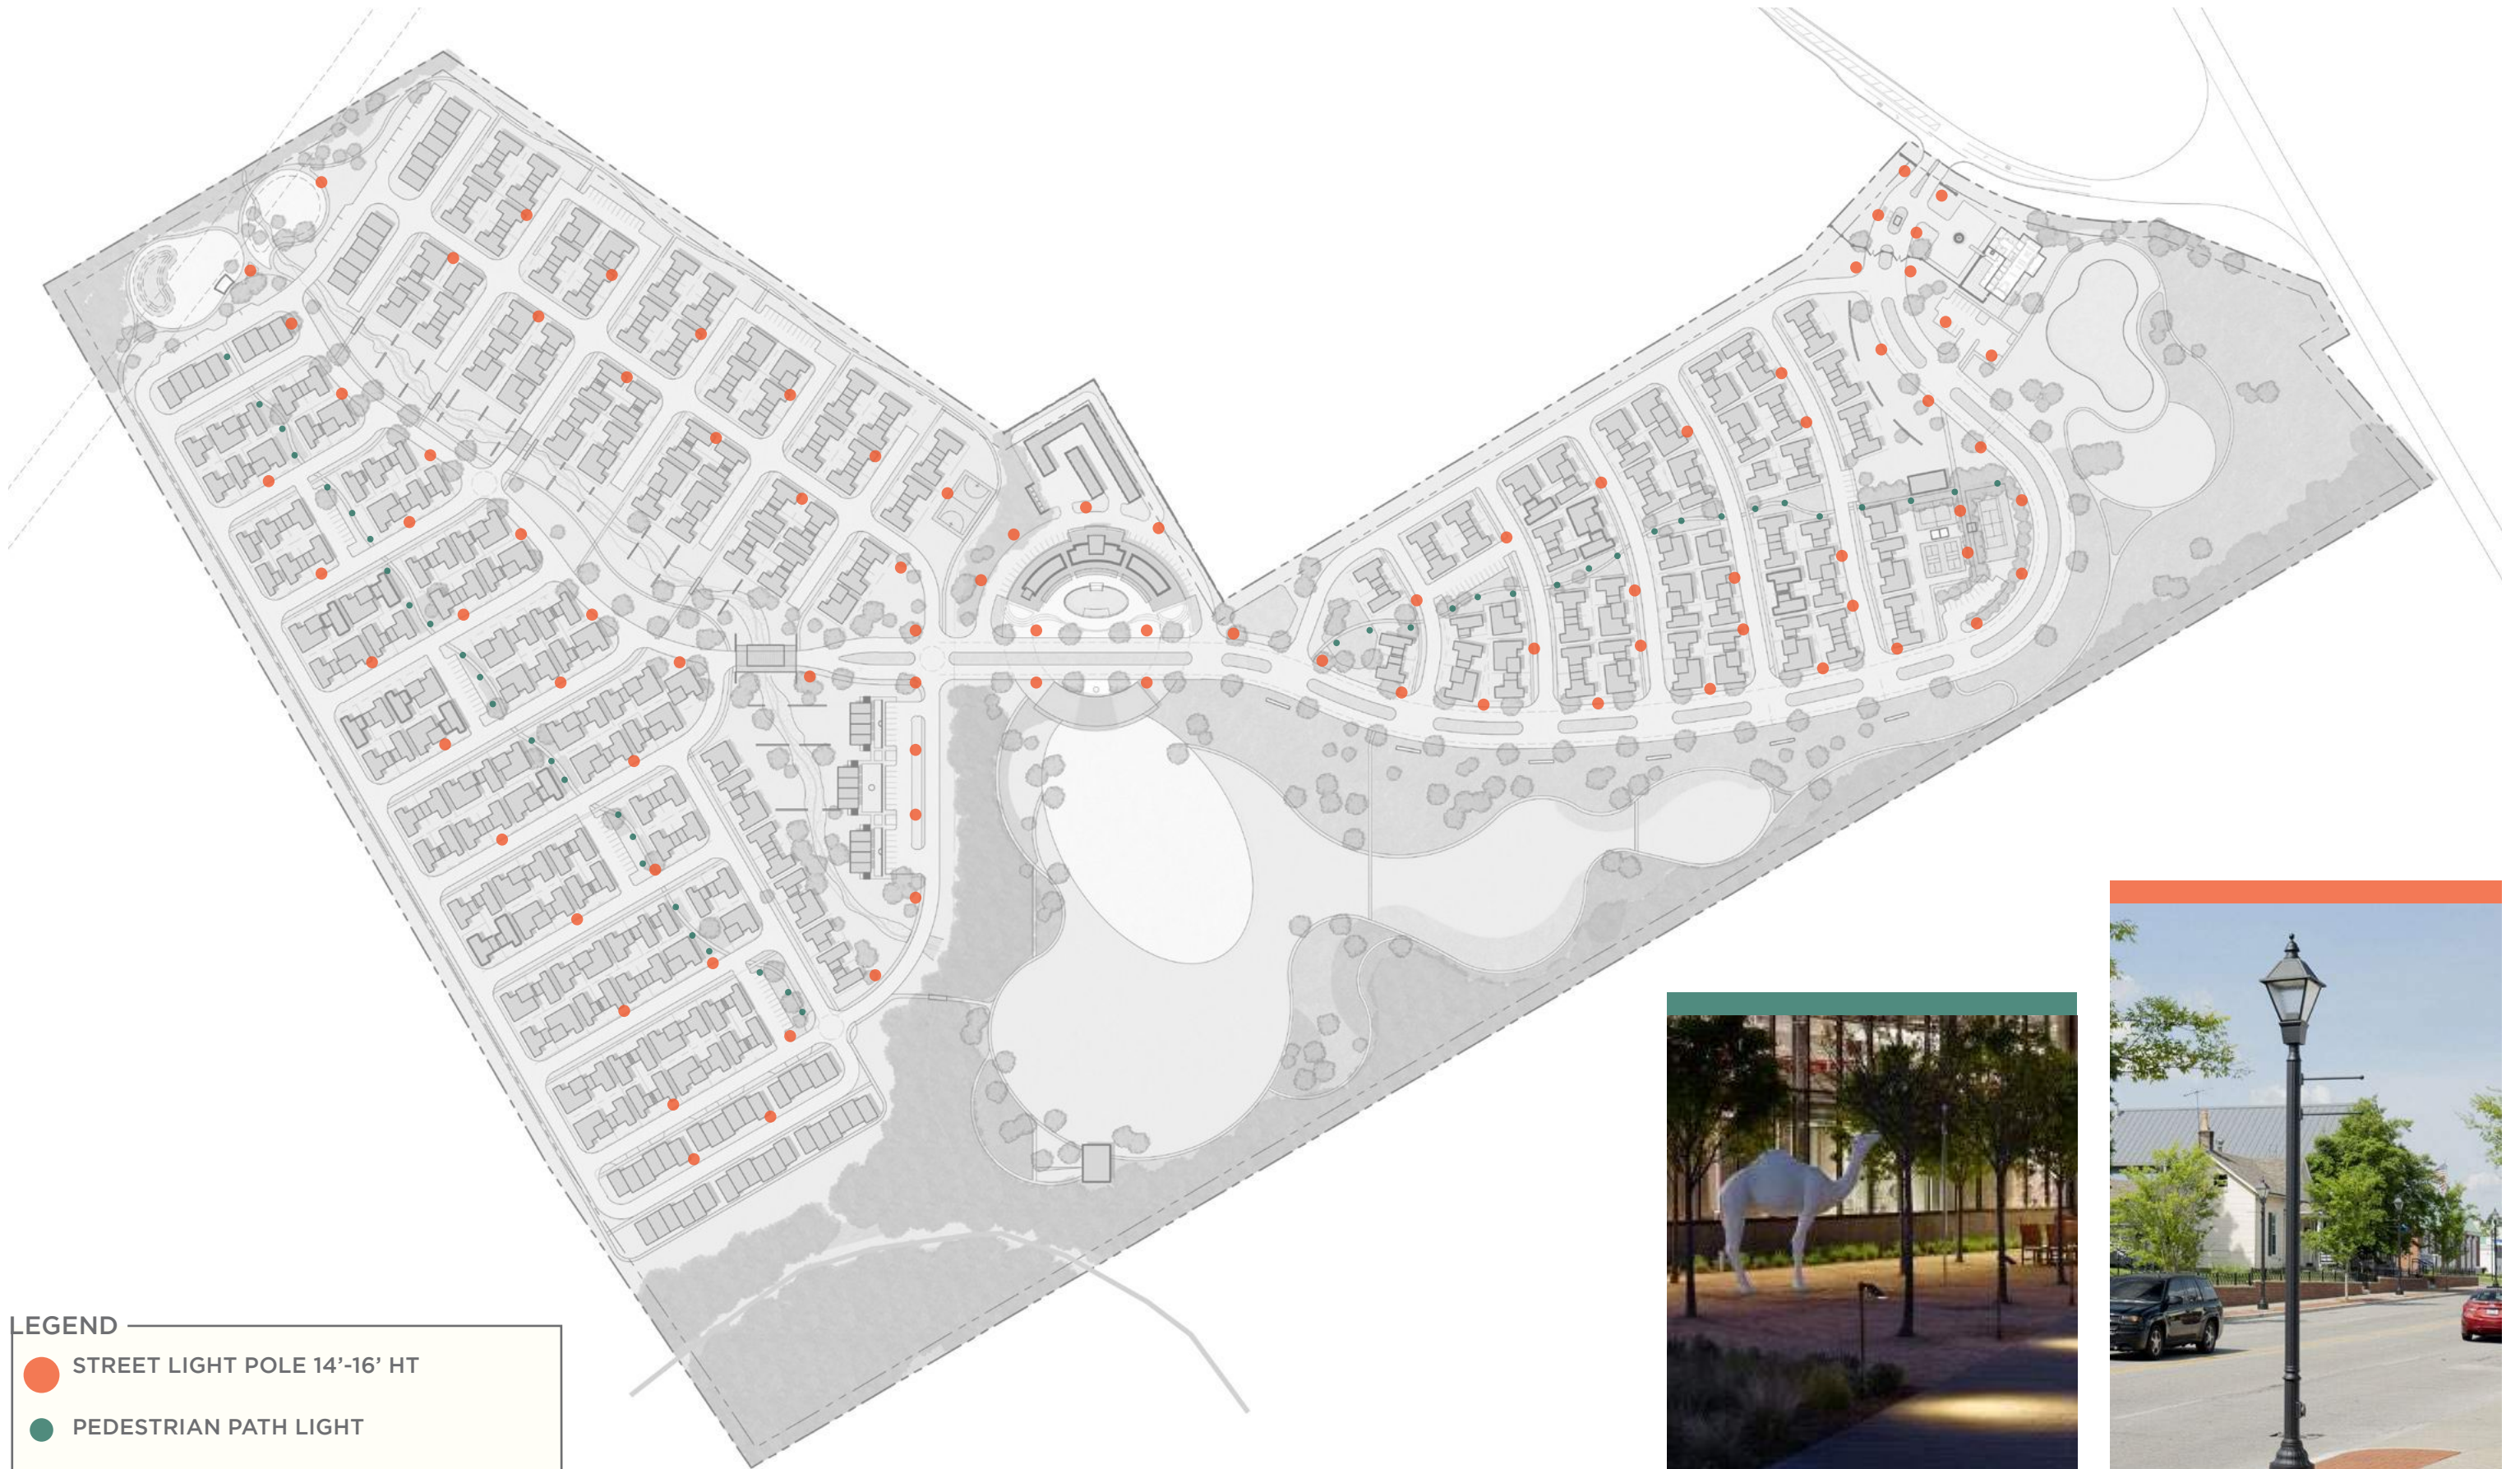 LEGEND
STREET LIGHT POLE 14’-16’ HT
PEDESTRIAN PATH LIGHT